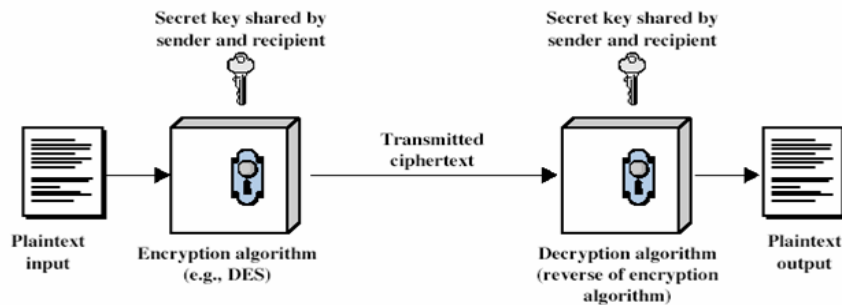 Secret key shared by
sender and recipient
Secret key shared by
sender and recipient
Transmitted
ciphertext
Plaintext
input
Encryption algorithm
(e.g., DES)
Decryption algorithm
(reverse of encryption
algorithm)
Plaintext
output